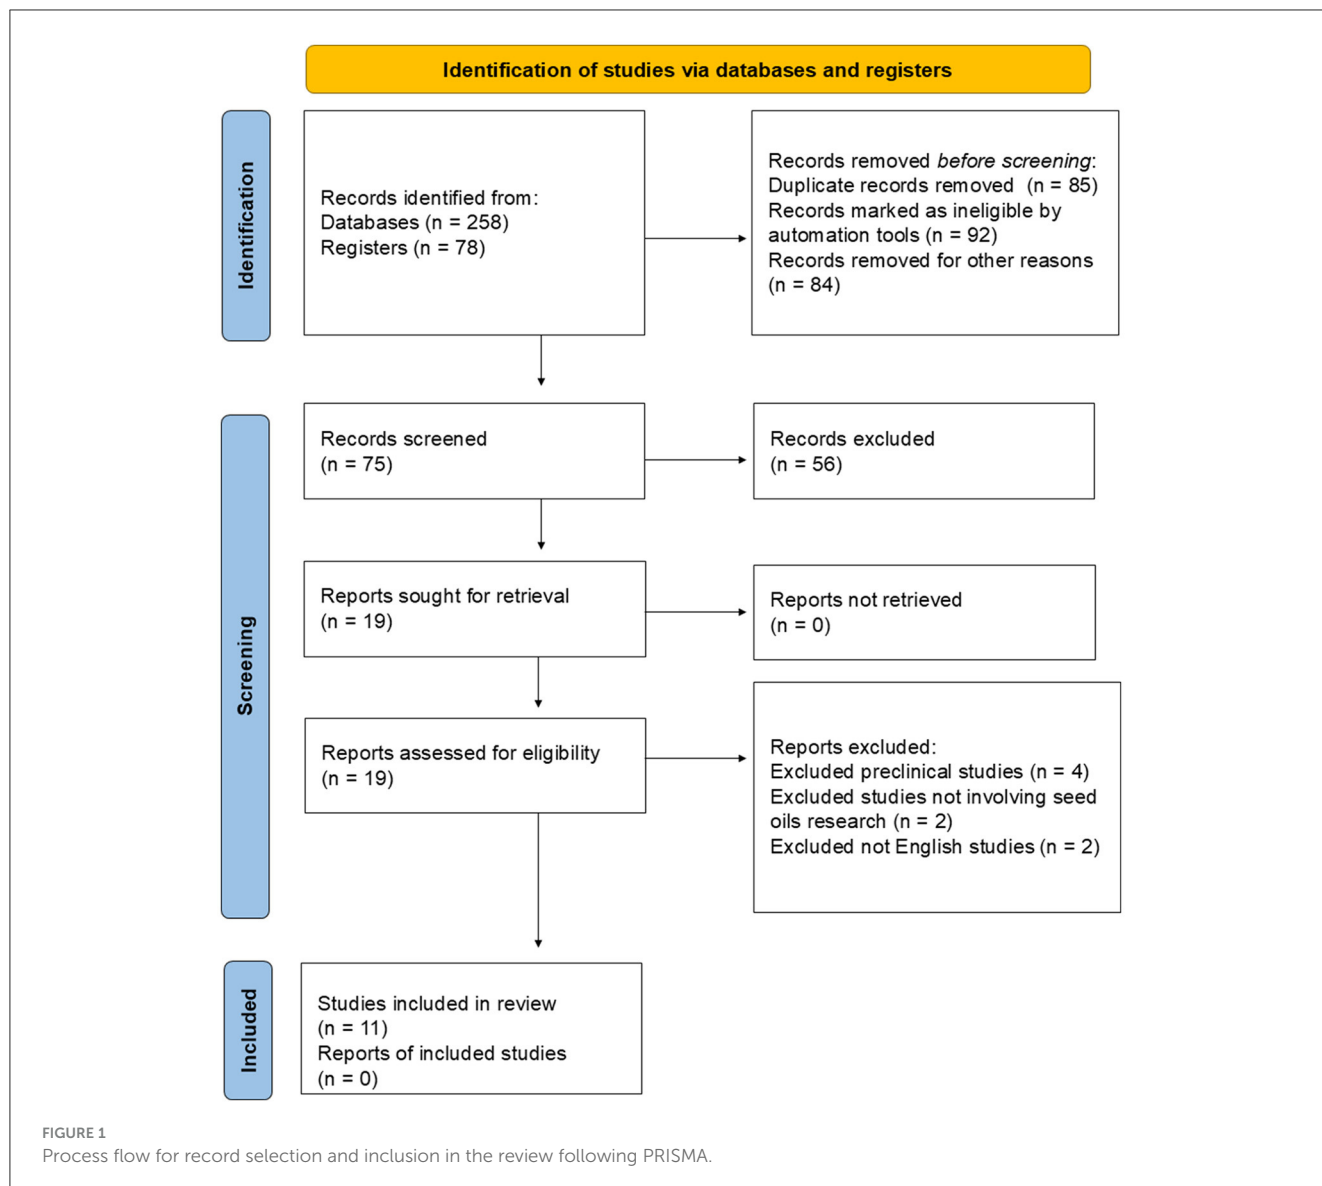 Identification of studies via databases and registers
Identification
Records identified from:
Databases (n = 258)
Registers (n = 78)
Records removed before screening:
Duplicate records removed (n = 85)
Records marked as ineligible by
automation tools (n = 92)
Records removed for other reasons
(n = 84)
Screening
Records screened
(n = 75)
Records excluded
(n = 56)
Reports sought for retrieval
(n = 19)
Reports not retrieved
(n = 0)
Reports assessed for eligibility
(n = 19)
Reports excluded:
Excluded preclinical studies (n = 4)
Excluded studies not involving seed
oils research (n = 2)
Excluded not English studies (n = 2)
Included
Studies included in review
(n = 11)
Reports of included studies
(n = 0)
FIGURE 1
Process flow for record selection and inclusion in the review following PRISMA.